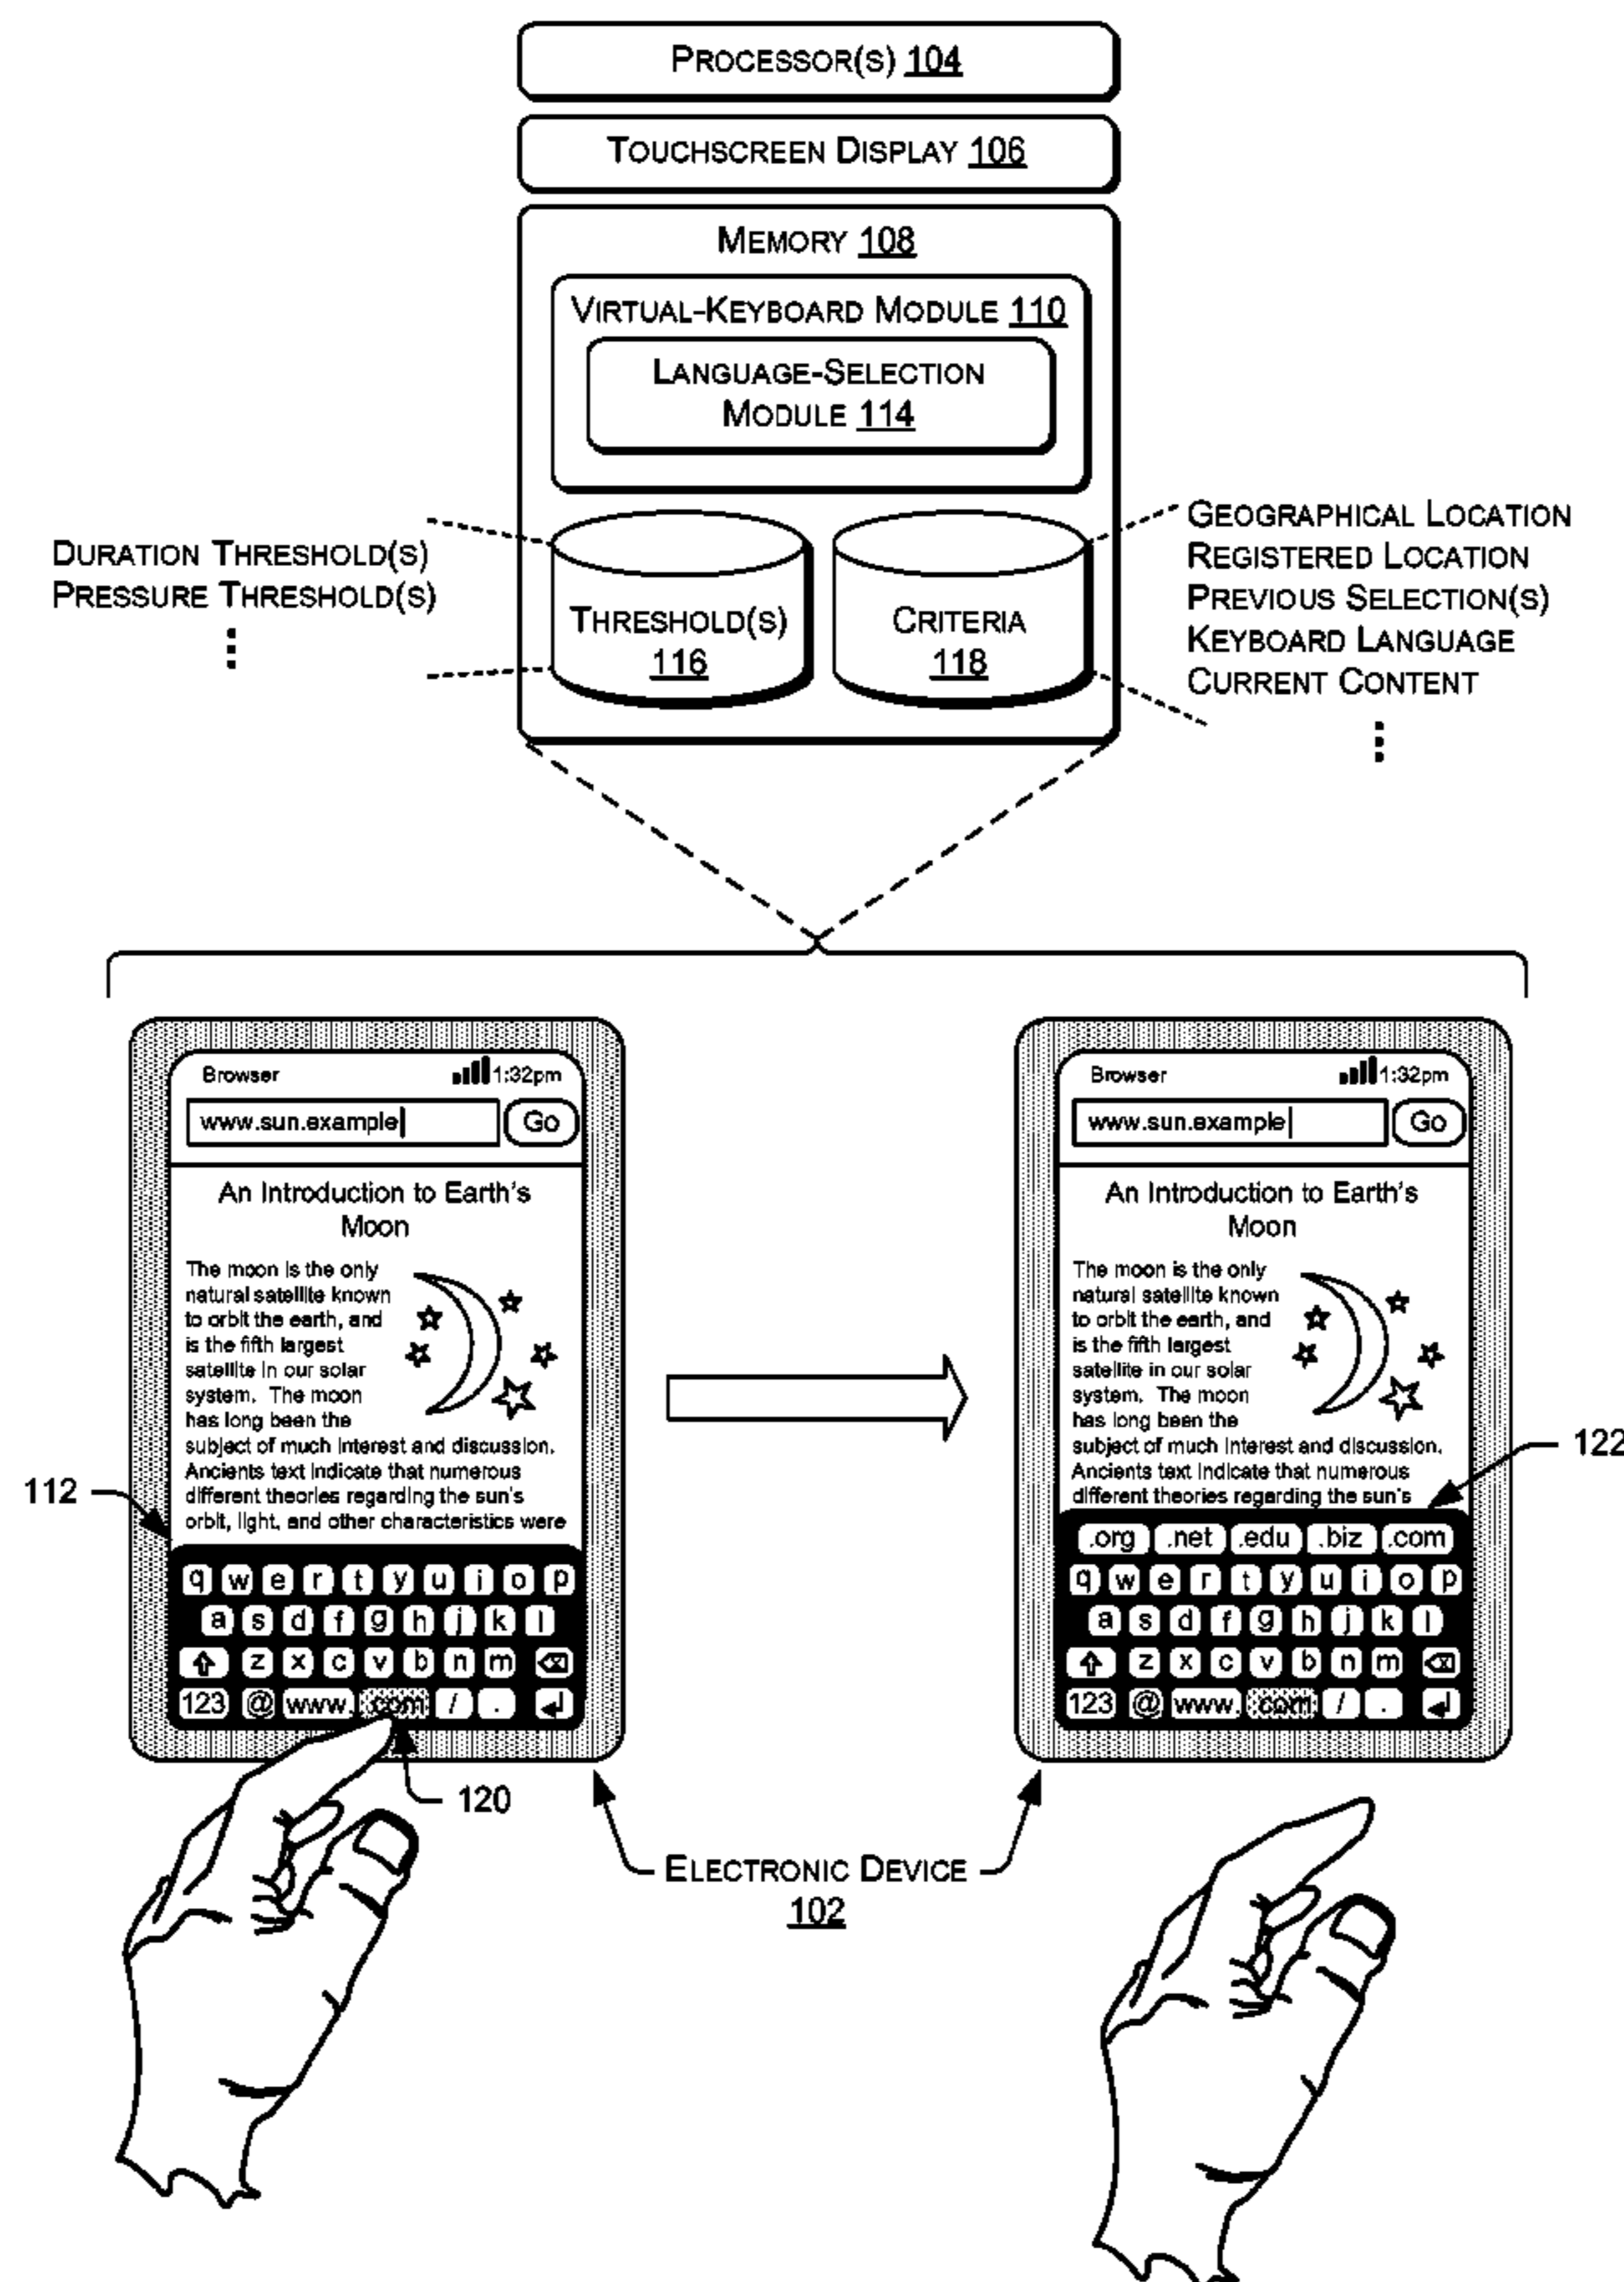 PROCESSOR(S) 104
TOUCHSCREEN DISPLAY 106
MEMORY 108
VIRTUAL-KEYBOARD MODULE 110
LANGUAGE-SELECTION
MODULE 114
DURATION THRESHOLD(S)
PRESSURE THRESHOLD(S)
⋮
THRESHOLD(S)
116
CRITERIA
118
GEOGRAPHICAL LOCATION
REGISTERED LOCATION
PREVIOUS SELECTION(S)
KEYBOARD LANGUAGE
CURRENT CONTENT
⋮
Browser 1:32pm
www.sun.example Go
An Introduction to Earth's
Moon
The moon is the only
natural satellite known
to orbit the earth, and
is the fifth largest
satellite in our solar
system. The moon
has long been the
subject of much interest and discussion.
Ancients text indicate that numerous
different theories regarding the sun's
orbit, light, and other characteristics were
q w e r t y u i o p
a s d f g h j k l
z x c v b n m
123 @ www. .com / .
112
120
Browser 1:32pm
www.sun.example Go
An Introduction to Earth's
Moon
The moon is the only
natural satellite known
to orbit the earth, and
is the fifth largest
satellite in our solar
system. The moon
has long been the
subject of much interest and discussion.
Ancients text indicate that numerous
different theories regarding the sun's
.org .net .edu .biz .com
q w e r t y u i o p
a s d f g h j k l
z x c v b n m
123 @ www. .com / .
122
ELECTRONIC DEVICE
102